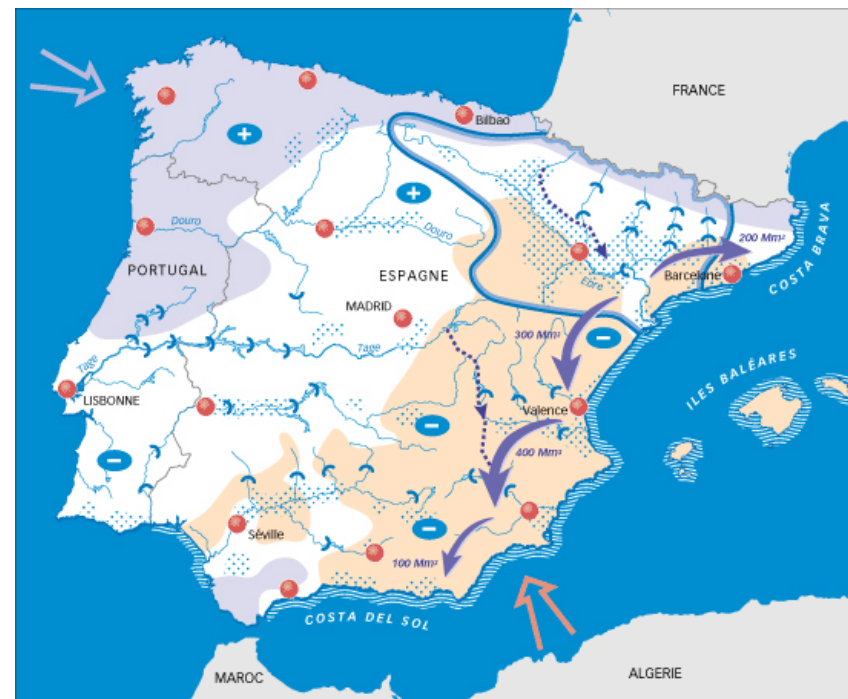 FRANCE
Bilbao
+
+
Douro
Douro
200 Mm³
COSTA BRAVA
PORTUGAL
ESPAGNE
Barcelone
Ebre
MADRID
300 Mm³
−
Tage
Tage
ILES BALÉARES
LISBONNE
Valence
−
−
400 Mm³
−
Séville
100 Mm³
COSTA DEL SOL
MAROC
ALGERIE